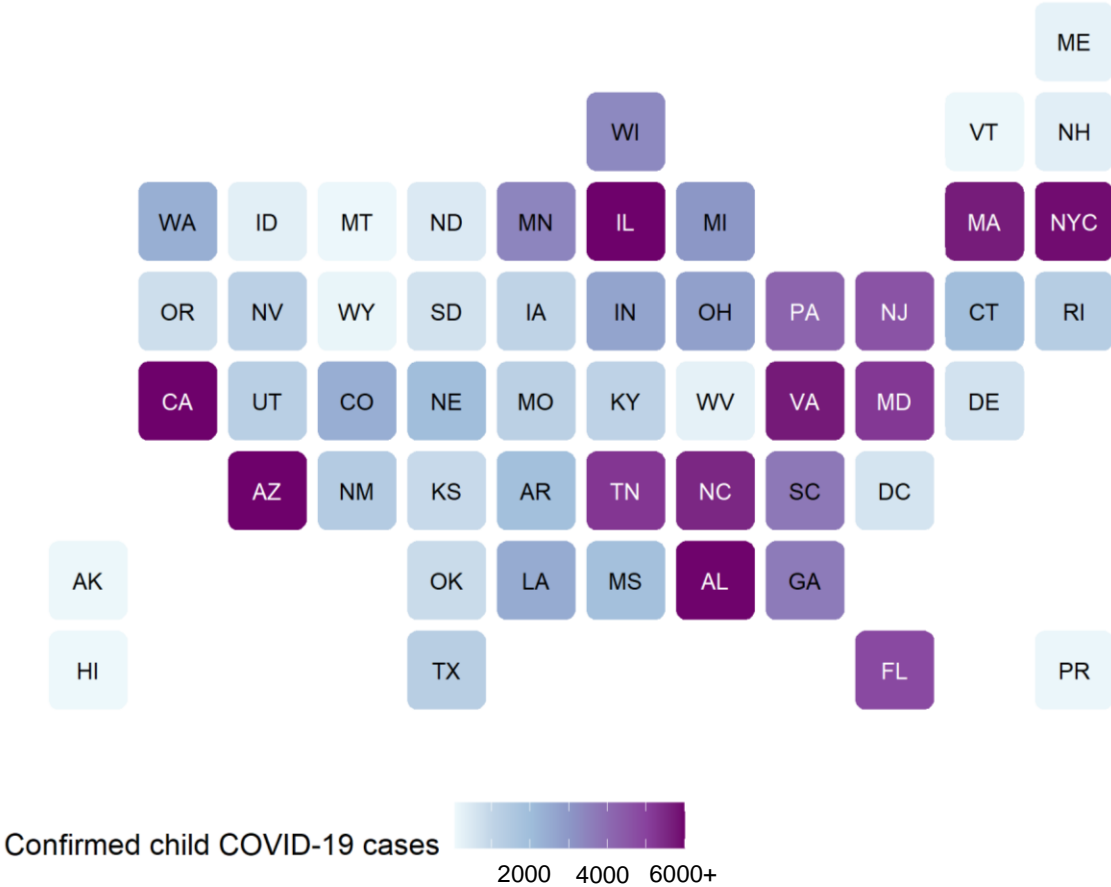 ME
WI VT NH
WA ID MT ND MN IL MI MA NYC
OR NV WY SD IA IN OH PA NJ CT RI
CA UT CO NE MO KY WV VA MD DE
AZ NM KS AR TN NC SC DC
AK OK LA MS AL GA
HI TX FL PR
Confirmed child COVID-19 cases
2000 4000 6000+